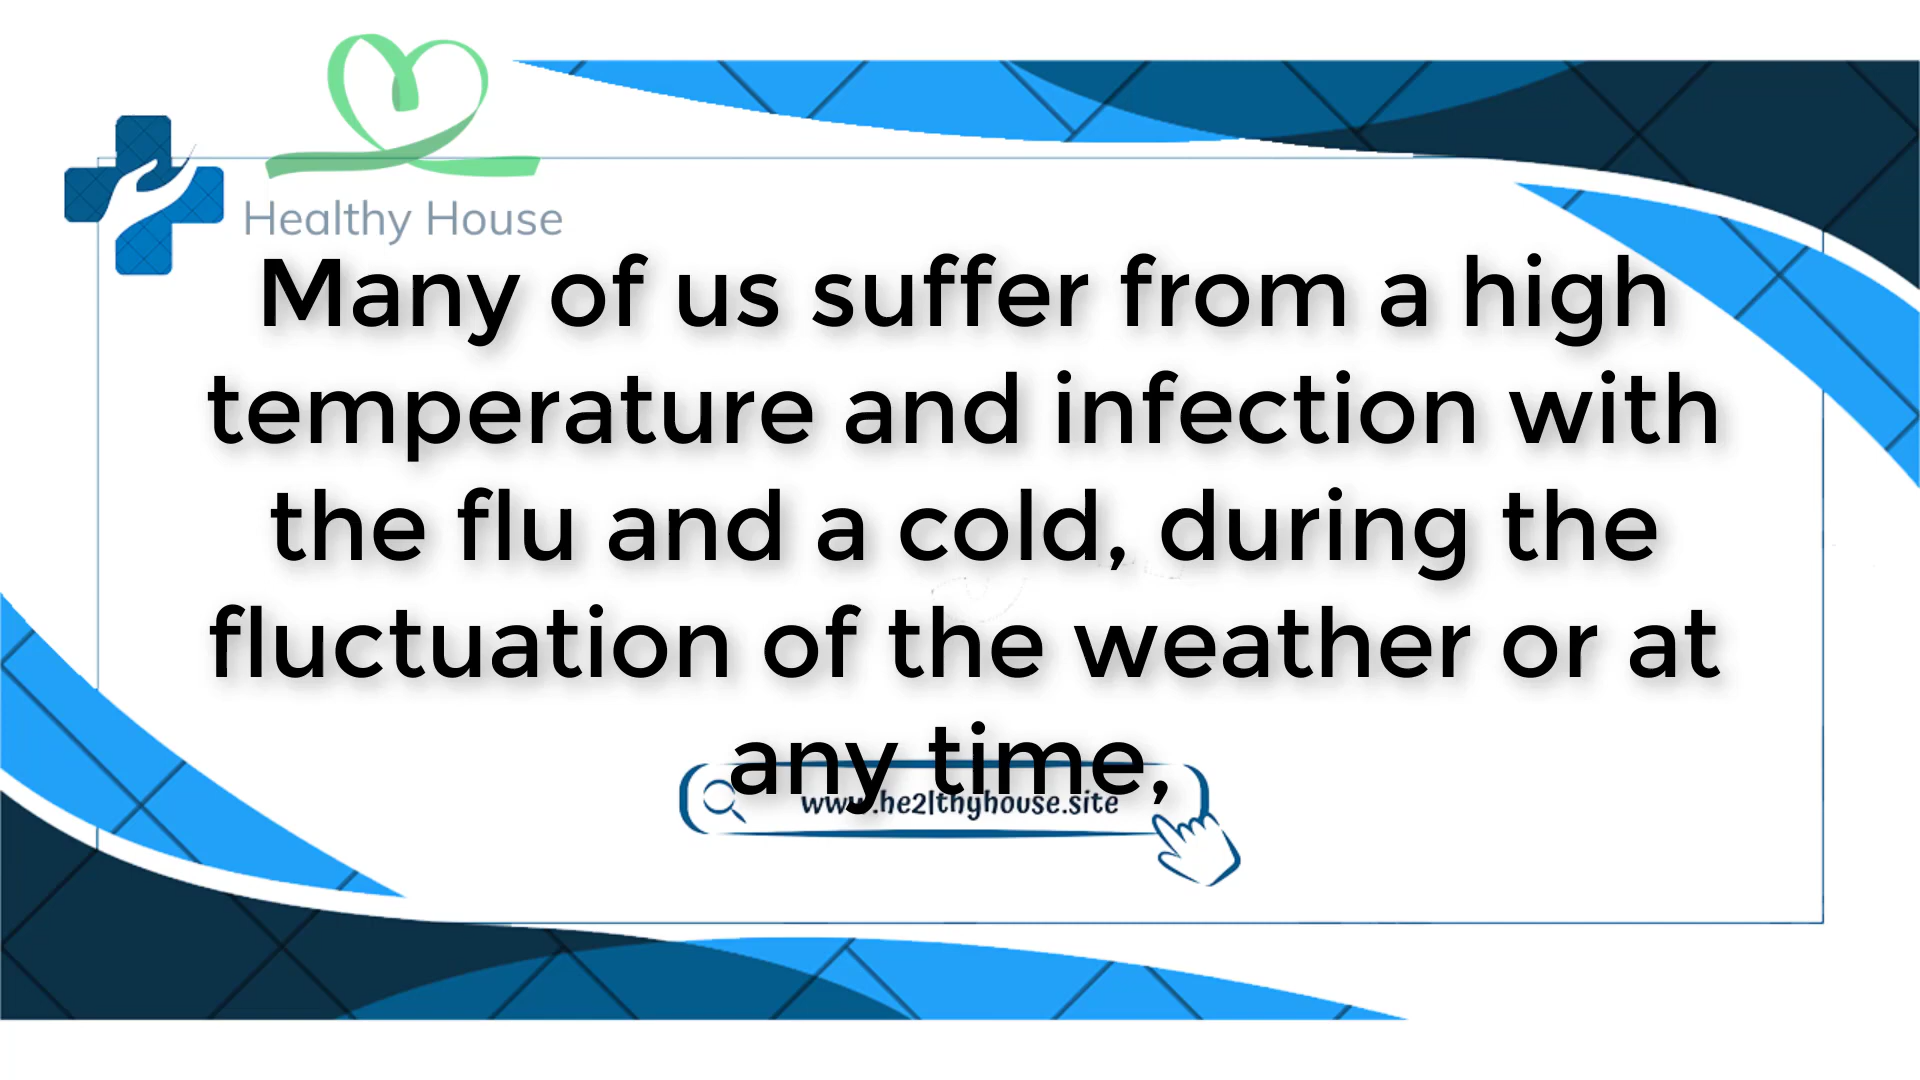 Healthy House
Many of us suffer from a high
temperature and infection with
the flu and a cold, during the
fluctuation of the weather or at
any time,
www.he2lthyhouse.site